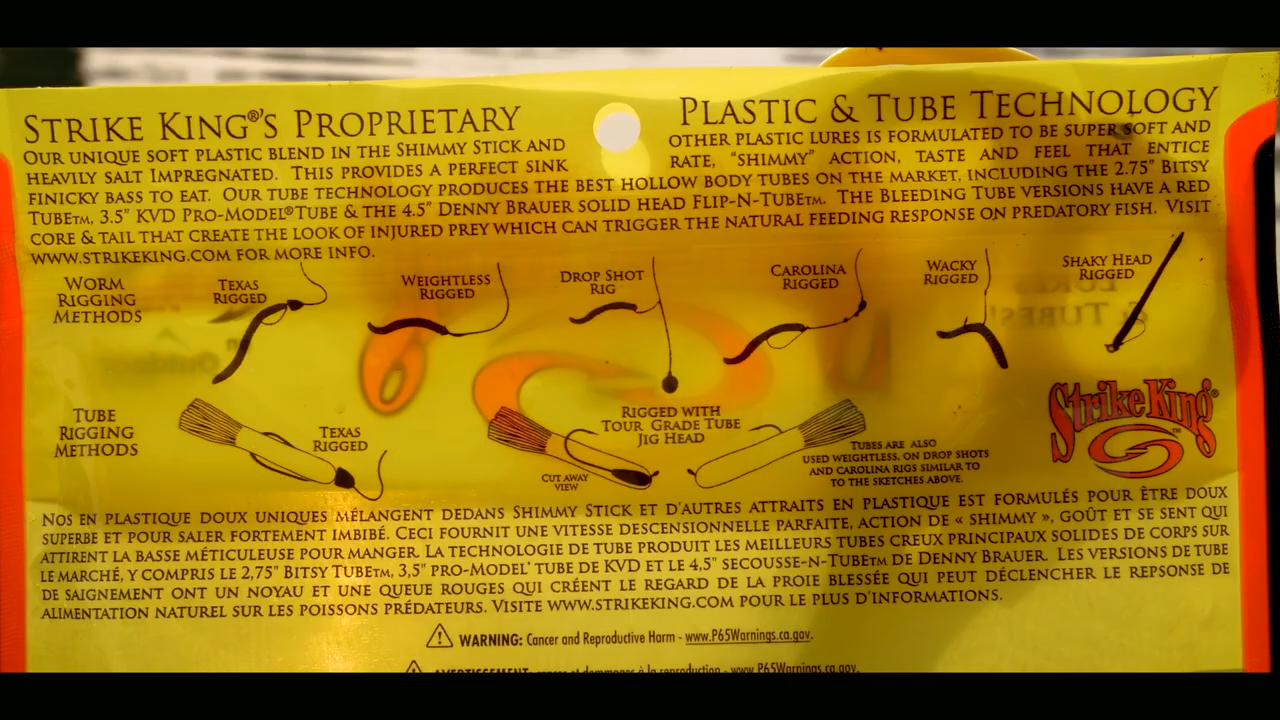 STRIKE KING®'S PROPRIETARY PLASTIC & TUBE TECHNOLOGY
OUR UNIQUE SOFT PLASTIC BLEND IN THE SHIMMY STICK AND OTHER PLASTIC LURES IS FORMULATED TO BE SUPER SOFT AND
HEAVILY SALT IMPREGNATED. THIS PROVIDES A PERFECT SINK RATE, “SHIMMY” ACTION, TASTE AND FEEL THAT ENTICE
FINICKY BASS TO EAT. OUR TUBE TECHNOLOGY PRODUCES THE BEST HOLLOW BODY TUBES ON THE MARKET, INCLUDING THE 2.75" BITSY
TUBE™, 3.5" KVD PRO-MODEL® TUBE & THE 4.5" DENNY BRAUER SOLID HEAD FLIP-N-TUBE™. THE BLEEDING TUBE VERSIONS HAVE A RED
CORE & TAIL THAT CREATE THE LOOK OF INJURED PREY WHICH CAN TRIGGER THE NATURAL FEEDING RESPONSE ON PREDATORY FISH. VISIT
WWW.STRIKEKING.COM FOR MORE INFO.
WORM
RIGGING
METHODS
TEXAS
RIGGED
WEIGHTLESS
RIGGED
DROP SHOT
RIG
CAROLINA
RIGGED
WACKY
RIGGED
SHAKY HEAD
RIGGED
LURES
& TUBES!
TUBE
RIGGING
METHODS
TEXAS
RIGGED
CUT AWAY
VIEW
RIGGED WITH
TOUR GRADE TUBE
JIG HEAD
TUBES ARE ALSO
USED WEIGHTLESS, ON DROP SHOTS
AND CAROLINA RIGS SIMILAR TO
TO THE SKETCHES ABOVE.
Strike King®
NOS EN PLASTIQUE DOUX UNIQUES MÉLANGENT DEDANS SHIMMY STICK ET D'AUTRES ATTRAITS EN PLASTIQUE EST FORMULÉS POUR ÊTRE DOUX
SUPERBE ET POUR SALER FORTEMENT IMBIBÉ. CECI FOURNIT UNE VITESSE DESCENSIONNELLE PARFAITE, ACTION DE « SHIMMY », GOÛT ET SE SENT QUI
ATTIRENT LA BASSE MÉTICULEUSE POUR MANGER. LA TECHNOLOGIE DE TUBE PRODUIT LES MEILLEURS TUBES CREUX PRINCIPAUX SOLIDES DE CORPS SUR
LE MARCHÉ, Y COMPRIS LE 2,75" BITSY TUBE™, 3,5" PRO-MODEL' TUBE DE KVD ET LE 4,5" SECOUSSE-N-TUBE™ DE DENNY BRAUER. LES VERSIONS DE TUBE
DE SAIGNEMENT ONT UN NOYAU ET UNE QUEUE ROUGES QUI CRÉENT LE REGARD DE LA PROIE BLESSÉE QUI PEUT DÉCLENCHER LE REPSONSE DE
ALIMENTATION NATUREL SUR LES POISSONS PRÉDATEURS. VISITE WWW.STRIKEKING.COM POUR LE PLUS D'INFORMATIONS.
WARNING: Cancer and Reproductive Harm - www.P65Warnings.ca.gov.
AVERTISSEMENT: cancer et dommages à la reproduction - www.P65Warnings.ca.gov.